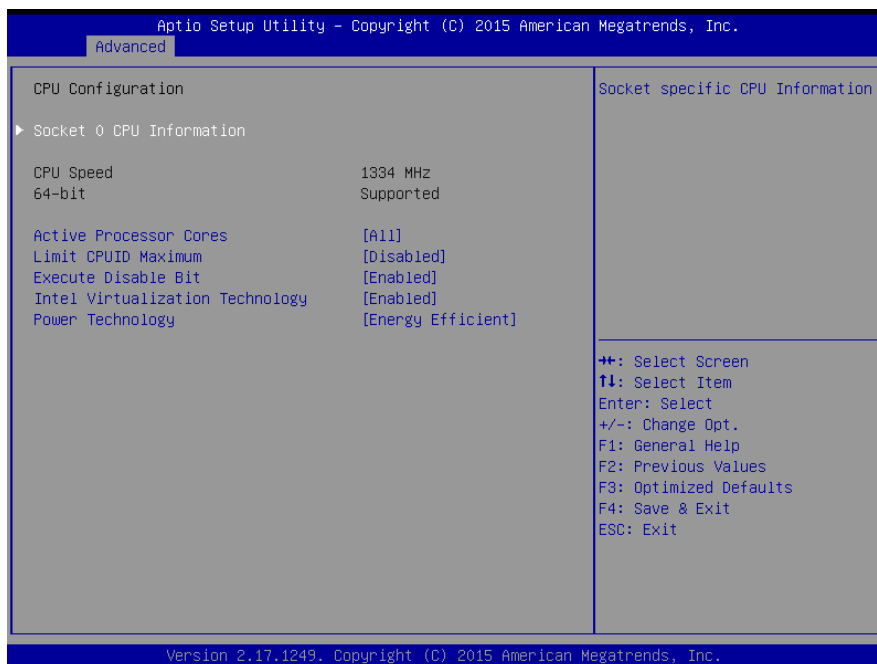 Aptio Setup Utility – Copyright (C) 2015 American Megatrends, Inc.
Advanced
CPU Configuration
Socket 0 CPU Information
CPU Speed 1334 MHz
64-bit Supported
Active Processor Cores [All]
Limit CPUID Maximum [Disabled]
Execute Disable Bit [Enabled]
Intel Virtualization Technology [Enabled]
Power Technology [Energy Efficient]
Socket specific CPU Information
→←: Select Screen
↑↓: Select Item
Enter: Select
+/-: Change Opt.
F1: General Help
F2: Previous Values
F3: Optimized Defaults
F4: Save & Exit
ESC: Exit
Version 2.17.1249. Copyright (C) 2015 American Megatrends, Inc.